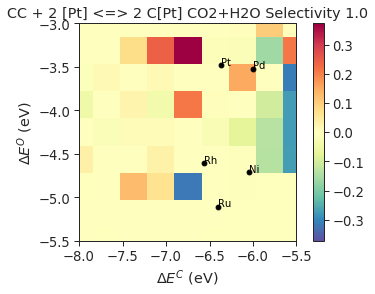 CC + 2 [Pt] <=> 2 C[Pt] CO2+H2O Selectivity 1.0
−3.0
−3.5
−4.0
−4.5
−5.0
−5.5
ΔE^O (eV)
Pt
Pd
Rh
Ni
Ru
−8.0 −7.5 −7.0 −6.5 −6.0 −5.5
ΔE^C (eV)
0.3
0.2
0.1
0.0
−0.1
−0.2
−0.3